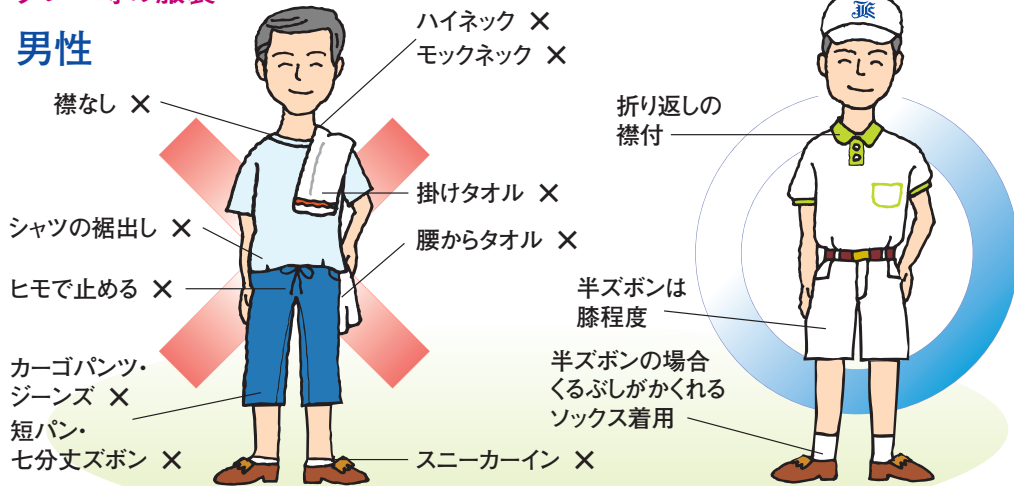 男性
ハイネック ×
モックネック ×
襟なし ×
掛けタオル ×
シャツの裾出し ×
腰からタオル ×
ヒモで止める ×
カーゴパンツ・
ジーンズ ×
短パン・
七分丈ズボン ×
スニーカーイン ×
折り返しの
襟付
半ズボンは
膝程度
半ズボンの場合
くるぶしがかくれる
ソックス着用